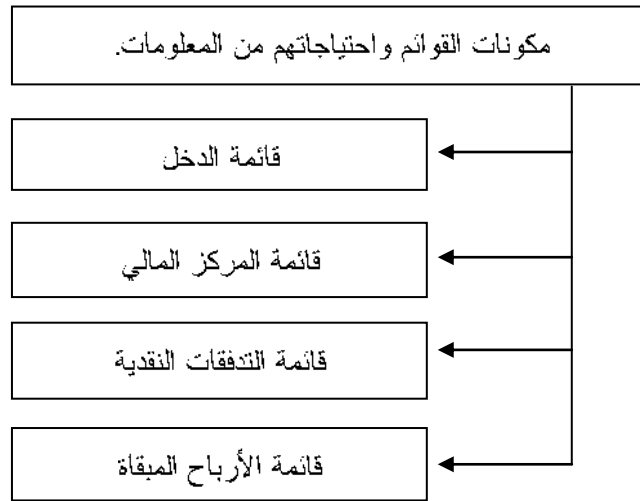 مكونات القوائم واحتياجاتهم من المعلومات.
قائمة الدخل
قائمة المركز المالي
قائمة التدفقات النقدية
قائمة الأرباح المبقاة